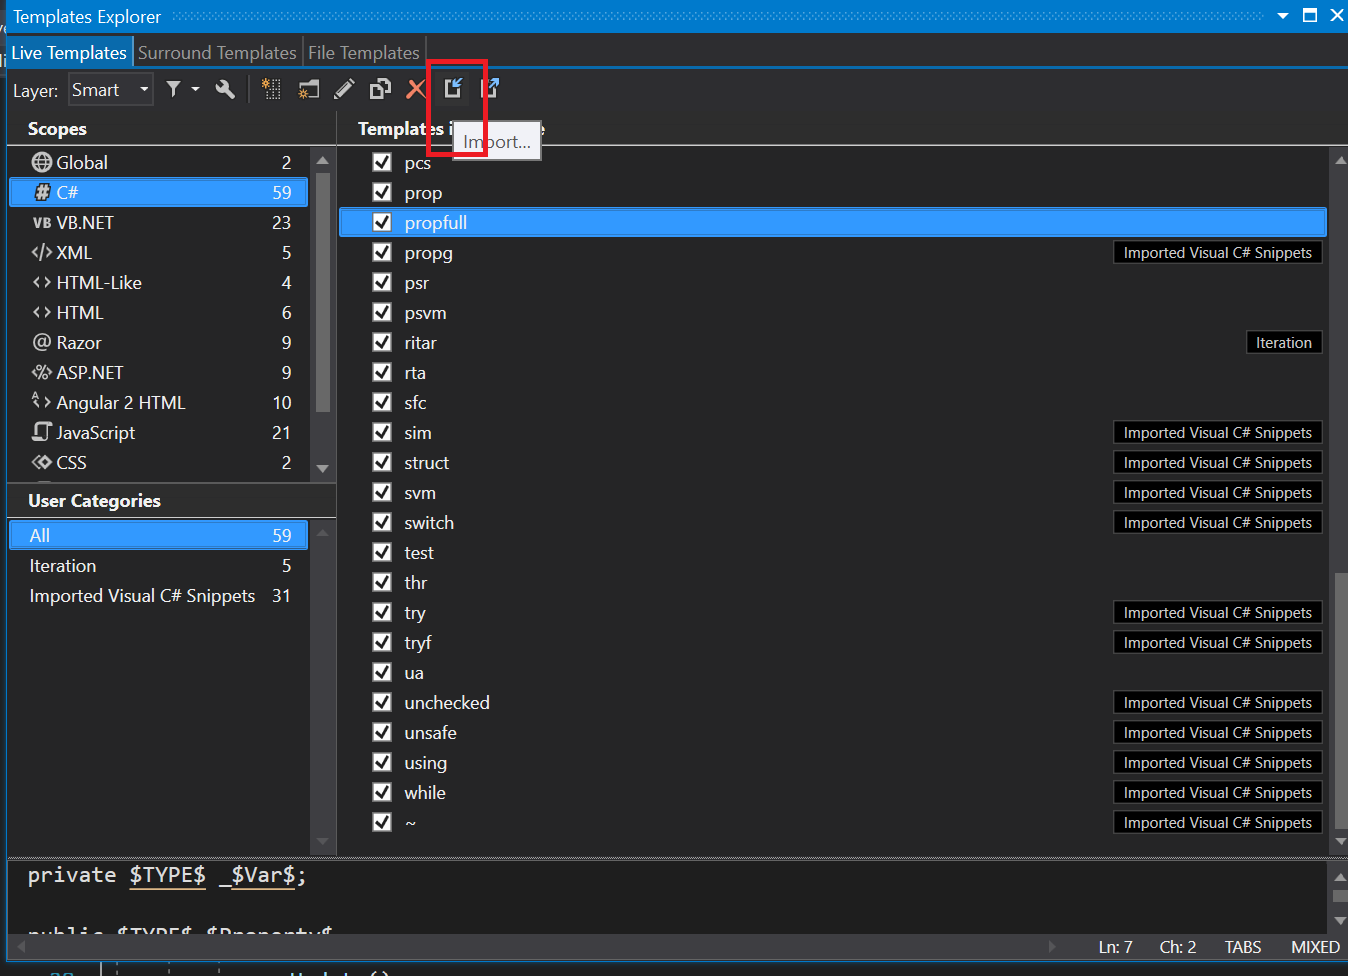 Templates Explorer
Live Templates Surround Templates File Templates
Layer: Smart
Scopes
Global 2
C# 59
VB VB.NET 23
XML 5
HTML-Like 4
HTML 6
Razor 9
ASP.NET 9
Angular 2 HTML 10
JavaScript 21
CSS 2
User Categories
All 59
Iteration 5
Imported Visual C# Snippets 31
Templates
Import...
pcs
prop
propfull
propg Imported Visual C# Snippets
psr
psvm
ritar Iteration
rta
sfc
sim Imported Visual C# Snippets
struct Imported Visual C# Snippets
svm Imported Visual C# Snippets
switch Imported Visual C# Snippets
test
thr
try Imported Visual C# Snippets
tryf Imported Visual C# Snippets
ua
unchecked Imported Visual C# Snippets
unsafe Imported Visual C# Snippets
using Imported Visual C# Snippets
while Imported Visual C# Snippets
~ Imported Visual C# Snippets
private $TYPE$ _$Var$;
public $TYPE$ $Property$
Ln: 7 Ch: 2 TABS MIXED